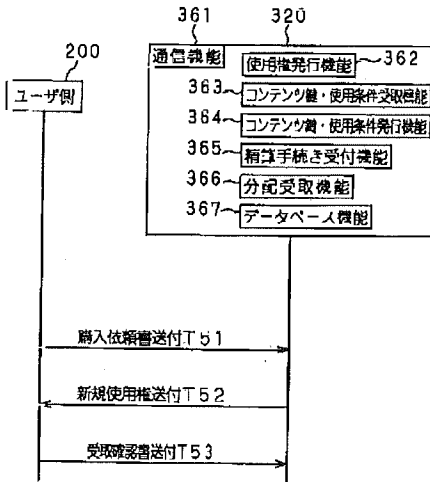 361
320
200
通信機能
使用権発行機能
362
ユーザ側
363
コンテンツ鍵・使用条件受取機能
364
コンテンツ鍵・使用条件発行機能
365
精算手続き受付機能
366
分配受取機能
367
データベース機能
購入依頼書送付T51
新規使用権送付T52
受取確認書送付T53